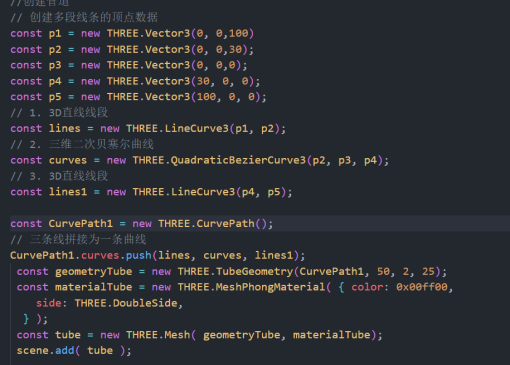 //创建管道
// 创建多段线条的顶点数据
const p1 = new THREE.Vector3(0, 0,100)
const p2 = new THREE.Vector3(0, 0,30);
const p3 = new THREE.Vector3(0, 0,0);
const p4 = new THREE.Vector3(30, 0, 0);
const p5 = new THREE.Vector3(100, 0, 0);
// 1. 3D直线线段
const lines = new THREE.LineCurve3(p1, p2);
// 2. 三维二次贝塞尔曲线
const curves = new THREE.QuadraticBezierCurve3(p2, p3, p4);
// 3. 3D直线线段
const lines1 = new THREE.LineCurve3(p4, p5);
const CurvePath1 = new THREE.CurvePath();
// 三条线拼接为一条曲线
CurvePath1.curves.push(lines, curves, lines1);
const geometryTube = new THREE.TubeGeometry(CurvePath1, 50, 2, 25);
const materialTube = new THREE.MeshPhongMaterial( { color: 0x00ff00,
side: THREE.DoubleSide,
} );
const tube = new THREE.Mesh( geometryTube, materialTube);
scene.add( tube );